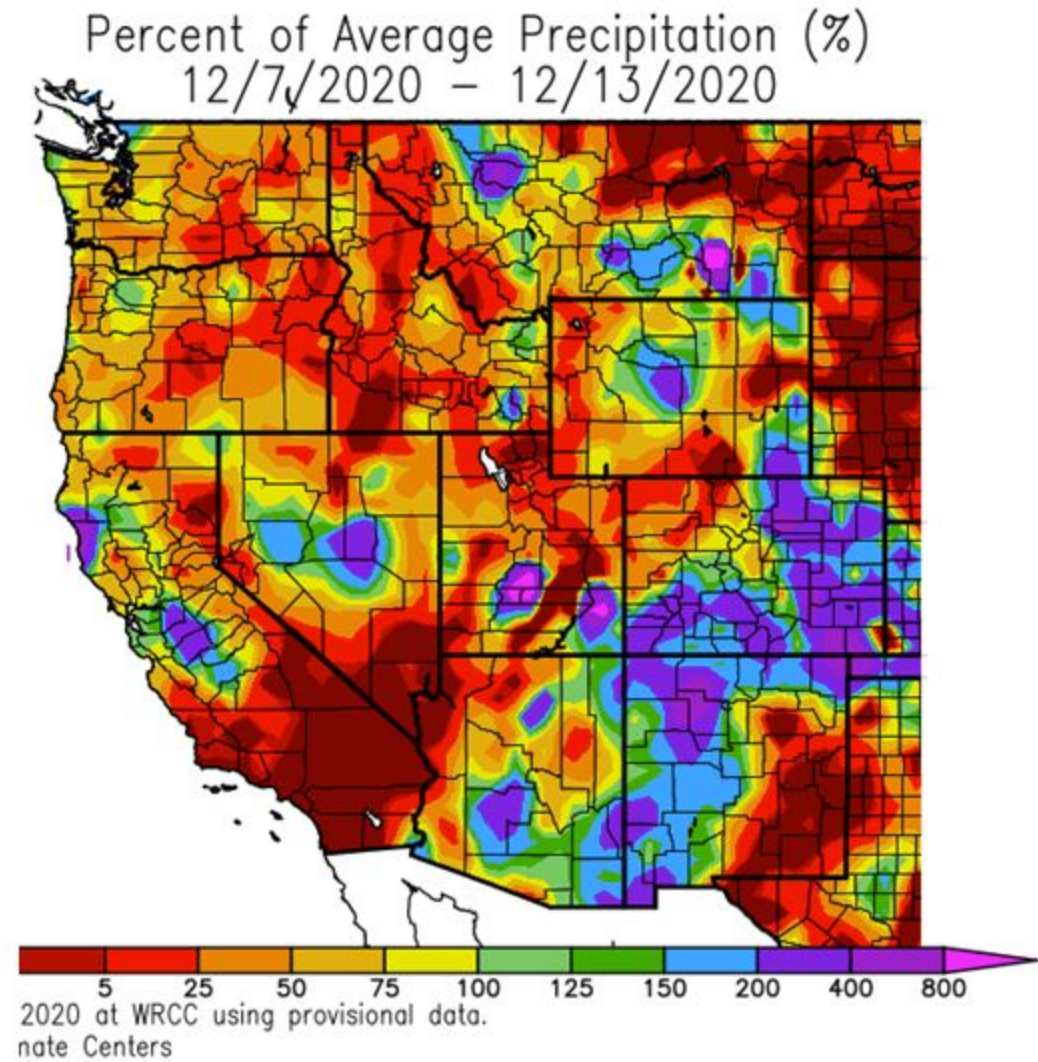 Percent of Average Precipitation (%)
12/7/2020 – 12/13/2020
5 25 50 75 100 125 150 200 400 800
2020 at WRCC using provisional data.
nate Centers